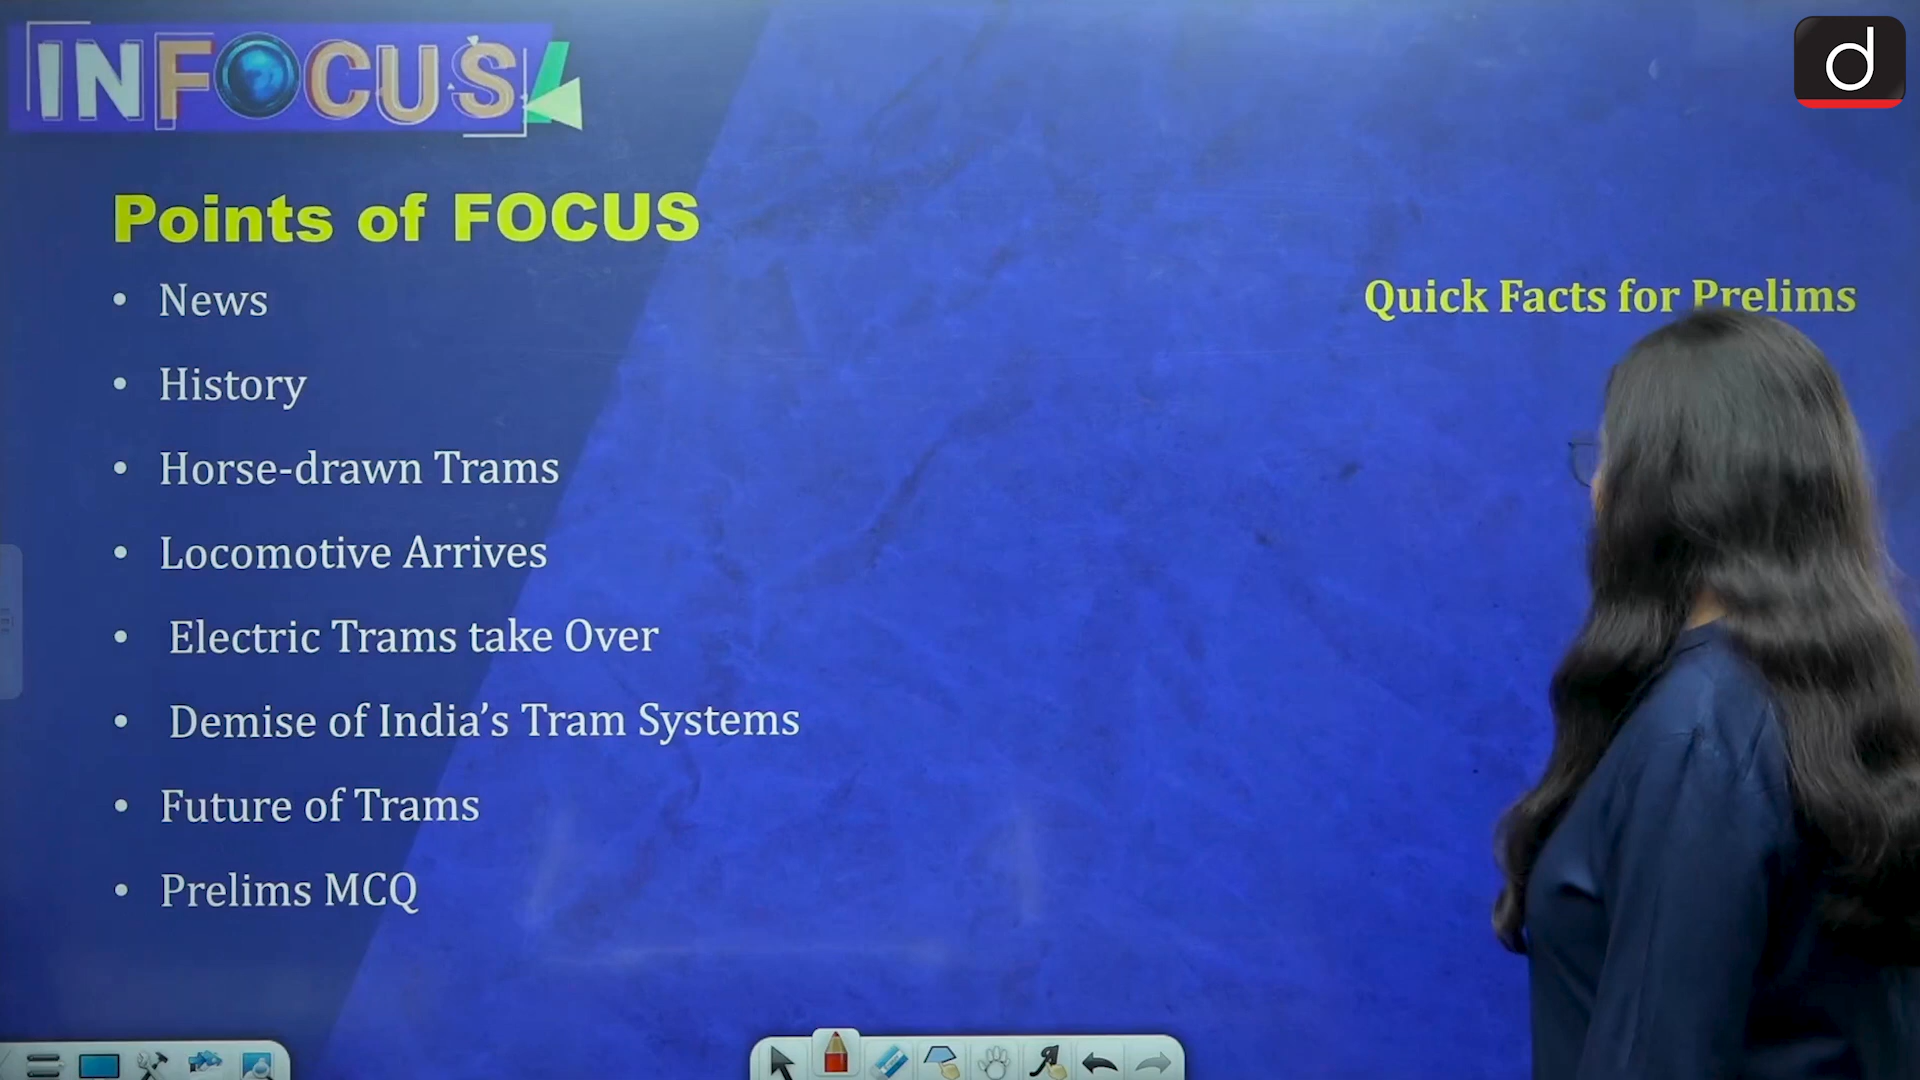 INFOCUS
d
Points of FOCUS
• News
Quick Facts for Prelims
• History
• Horse-drawn Trams
• Locomotive Arrives
• Electric Trams take Over
• Demise of India's Tram Systems
• Future of Trams
• Prelims MCQ